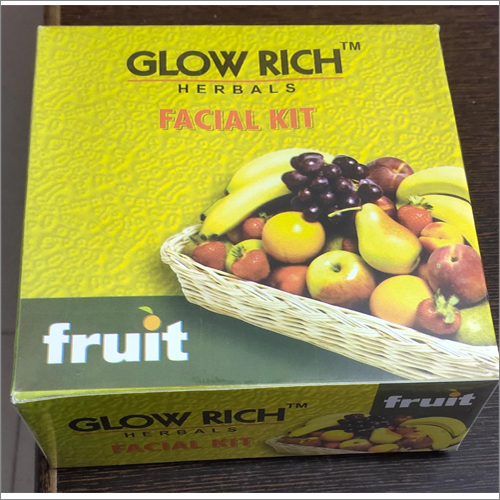 GLOW RICH™
HERBALS
FACIAL KIT
fruit
GLOW RICH™
HERBALS
FACIAL KIT
fruit